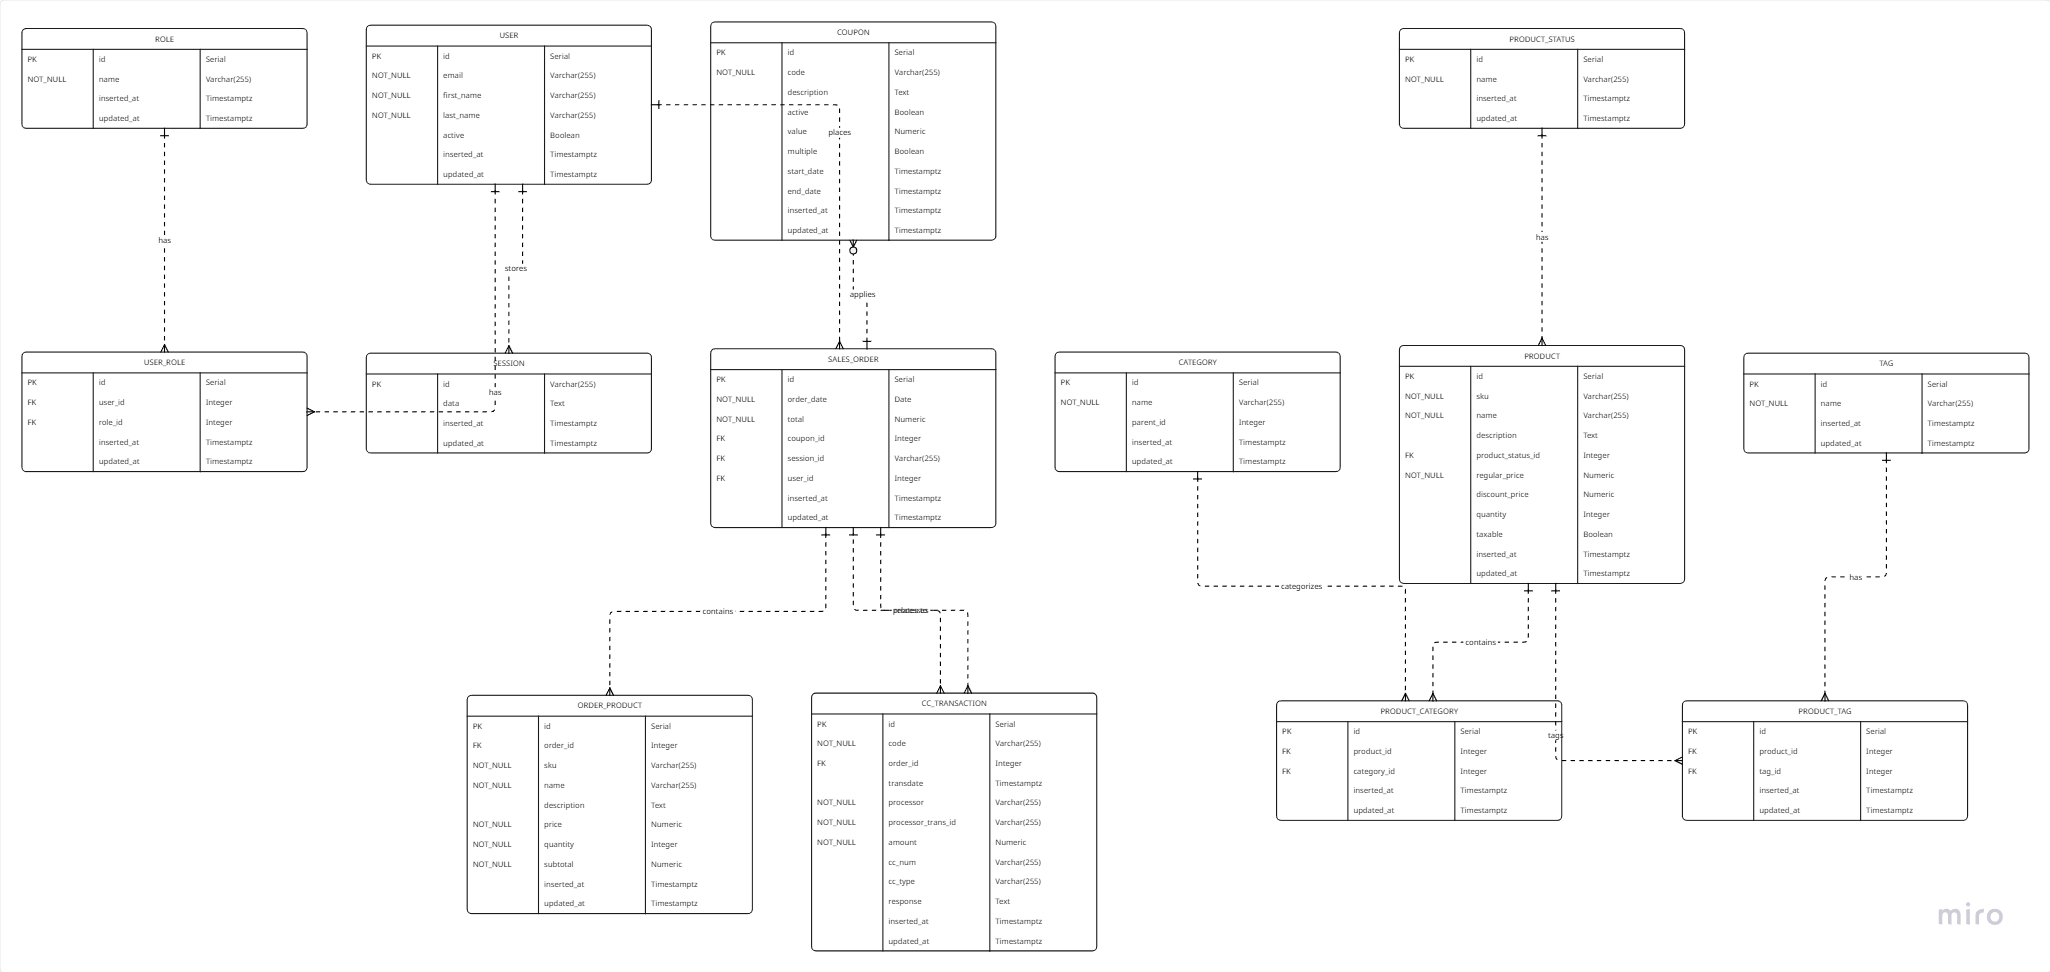 ROLE
PK id Serial
NOT_NULL name Varchar(255)
inserted_at Timestamptz
updated_at Timestamptz
USER
PK id Serial
NOT_NULL email Varchar(255)
NOT_NULL first_name Varchar(255)
NOT_NULL last_name Varchar(255)
active Boolean
inserted_at Timestamptz
updated_at Timestamptz
COUPON
PK id Serial
NOT_NULL code Varchar(255)
description Text
active Boolean
value Numeric
multiple Boolean
start_date Timestamptz
end_date Timestamptz
inserted_at Timestamptz
updated_at Timestamptz
PRODUCT_STATUS
PK id Serial
NOT_NULL name Varchar(255)
inserted_at Timestamptz
updated_at Timestamptz
places
has
stores
applies
has
USER_ROLE
PK id Serial
FK user_id Integer
FK role_id Integer
inserted_at Timestamptz
updated_at Timestamptz
SESSION
PK id Varchar(255)
data Text
inserted_at Timestamptz
updated_at Timestamptz
has
SALES_ORDER
PK id Serial
NOT_NULL order_date Date
NOT_NULL total Numeric
FK coupon_id Integer
FK session_id Varchar(255)
FK user_id Integer
inserted_at Timestamptz
updated_at Timestamptz
CATEGORY
PK id Serial
NOT_NULL name Varchar(255)
parent_id Integer
inserted_at Timestamptz
updated_at Timestamptz
PRODUCT
PK id Serial
NOT_NULL sku Varchar(255)
NOT_NULL name Varchar(255)
description Text
FK product_status_id Integer
NOT_NULL regular_price Numeric
discount_price Numeric
quantity Integer
taxable Boolean
inserted_at Timestamptz
updated_at Timestamptz
TAG
PK id Serial
NOT_NULL name Varchar(255)
inserted_at Timestamptz
updated_at Timestamptz
contains
categorizes
contains
has
ORDER_PRODUCT
PK id Serial
FK order_id Integer
NOT_NULL sku Varchar(255)
NOT_NULL name Varchar(255)
description Text
NOT_NULL price Numeric
NOT_NULL quantity Integer
NOT_NULL subtotal Numeric
inserted_at Timestamptz
updated_at Timestamptz
CC_TRANSACTION
PK id Serial
NOT_NULL code Varchar(255)
FK order_id Integer
transdate Timestamptz
NOT_NULL processor Varchar(255)
NOT_NULL processor_trans_id Varchar(255)
NOT_NULL amount Numeric
cc_num Varchar(255)
cc_type Varchar(255)
response Text
inserted_at Timestamptz
updated_at Timestamptz
PRODUCT_CATEGORY
PK id Serial
FK product_id Integer
FK category_id Integer
inserted_at Timestamptz
updated_at Timestamptz
tags
PRODUCT_TAG
PK id Serial
FK product_id Integer
FK tag_id Integer
inserted_at Timestamptz
updated_at Timestamptz
miro